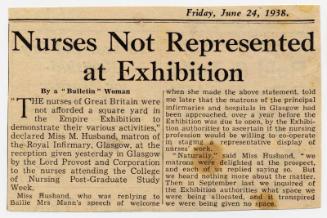 Friday, June 24, 1938.
Nurses Not Represented
at Exhibition
By a "Bulletin" Woman
"THE nurses of Great Britain were
not afforded a square yard in
the Empire Exhibition to
demonstrate their various activities,"
declared Miss M. Husband, matron of
the Royal Infirmary, Glasgow, at the
reception given yesterday in Glasgow
by the Lord Provost and Corporation
to the nurses attending the College
of Nursing Post-Graduate Study
Week.
Miss Husband, who was replying to
Bailie Mrs Mann's speech of welcome
when she made the above statement, told
me later that the matrons of the principal
infirmaries and hospitals in Glasgow had
been approached, over a year before the
Exhibition was due to open, by the Exhibi-
tion authorities to ascertain if the nursing
profession would be willing to co-operate
in staging a representative display of
nurses' work.
"Naturally," said Miss Husband, "we
matrons were delighted at the prospect,
and each of us replied saying so. But
we heard nothing more about the matter.
Then in September last we inquired of
the Exhibition authorities what space we
were being allocated, and it transpired
we were being given no space.